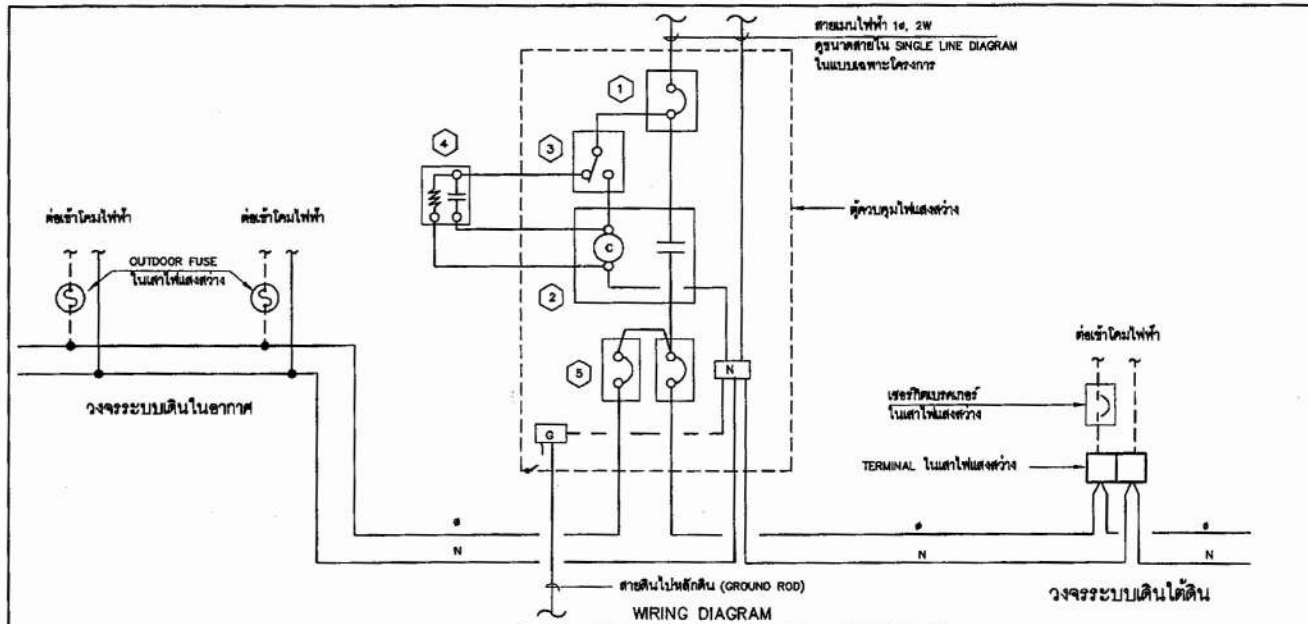 สายเมนไฟฟ้า 1ø, 2W
ดูขนาดสายใน SINGLE LINE DIAGRAM
ในแบบเฉพาะโครงการ
1
3
4
ตู้ควบคุมไฟแสงสว่าง
ต่อเข้าโคมไฟฟ้า
ต่อเข้าโคมไฟฟ้า
OUTDOOR FUSE
ในเสาไฟแสงสว่าง
C
2
ต่อเข้าโคมไฟฟ้า
5
N
วงจรระบบเดินในอากาศ
เซอร์กิตเบรคเกอร์
ในเสาไฟแสงสว่าง
G
TERMINAL ในเสาไฟแสงสว่าง
ø
ø
ø
N
N
N
สายดินไปหลักดิน (GROUND ROD)
วงจรระบบเดินใต้ดิน
WIRING DIAGRAM